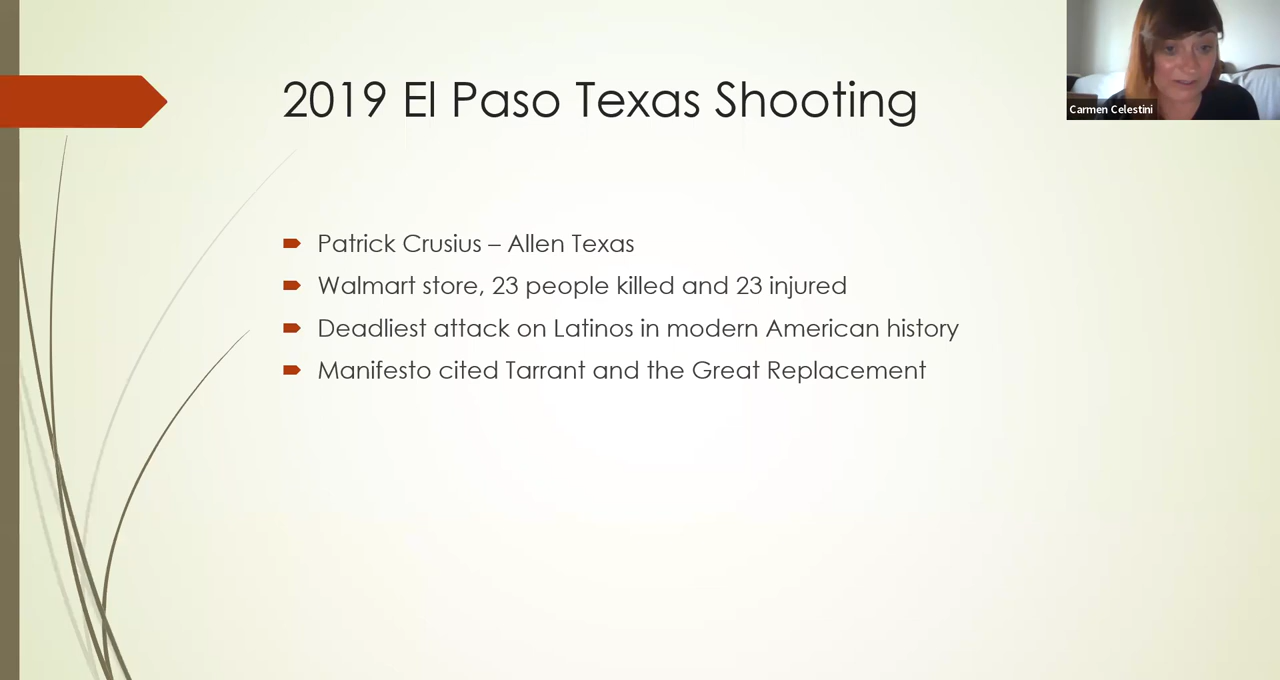 2019 El Paso Texas Shooting
Carmen Celestini
Patrick Crusius – Allen Texas
Walmart store, 23 people killed and 23 injured
Deadliest attack on Latinos in modern American history
Manifesto cited Tarrant and the Great Replacement